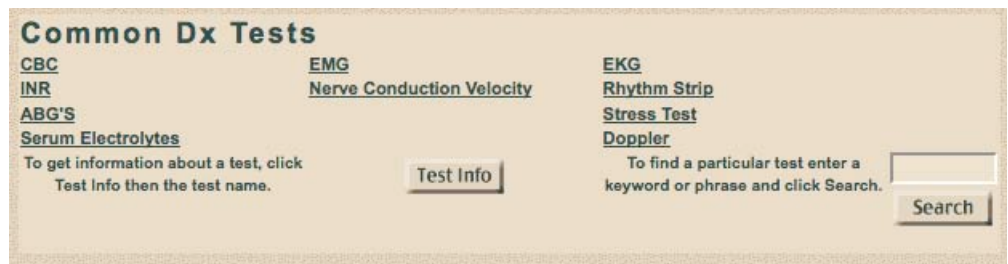 Common Dx Tests
CBC
EMG
EKG
INR
Nerve Conduction Velocity
Rhythm Strip
ABG'S
Stress Test
Serum Electrolytes
Doppler
To get information about a test, click
Test Info then the test name.
Test Info
To find a particular test enter a
keyword or phrase and click Search.
Search